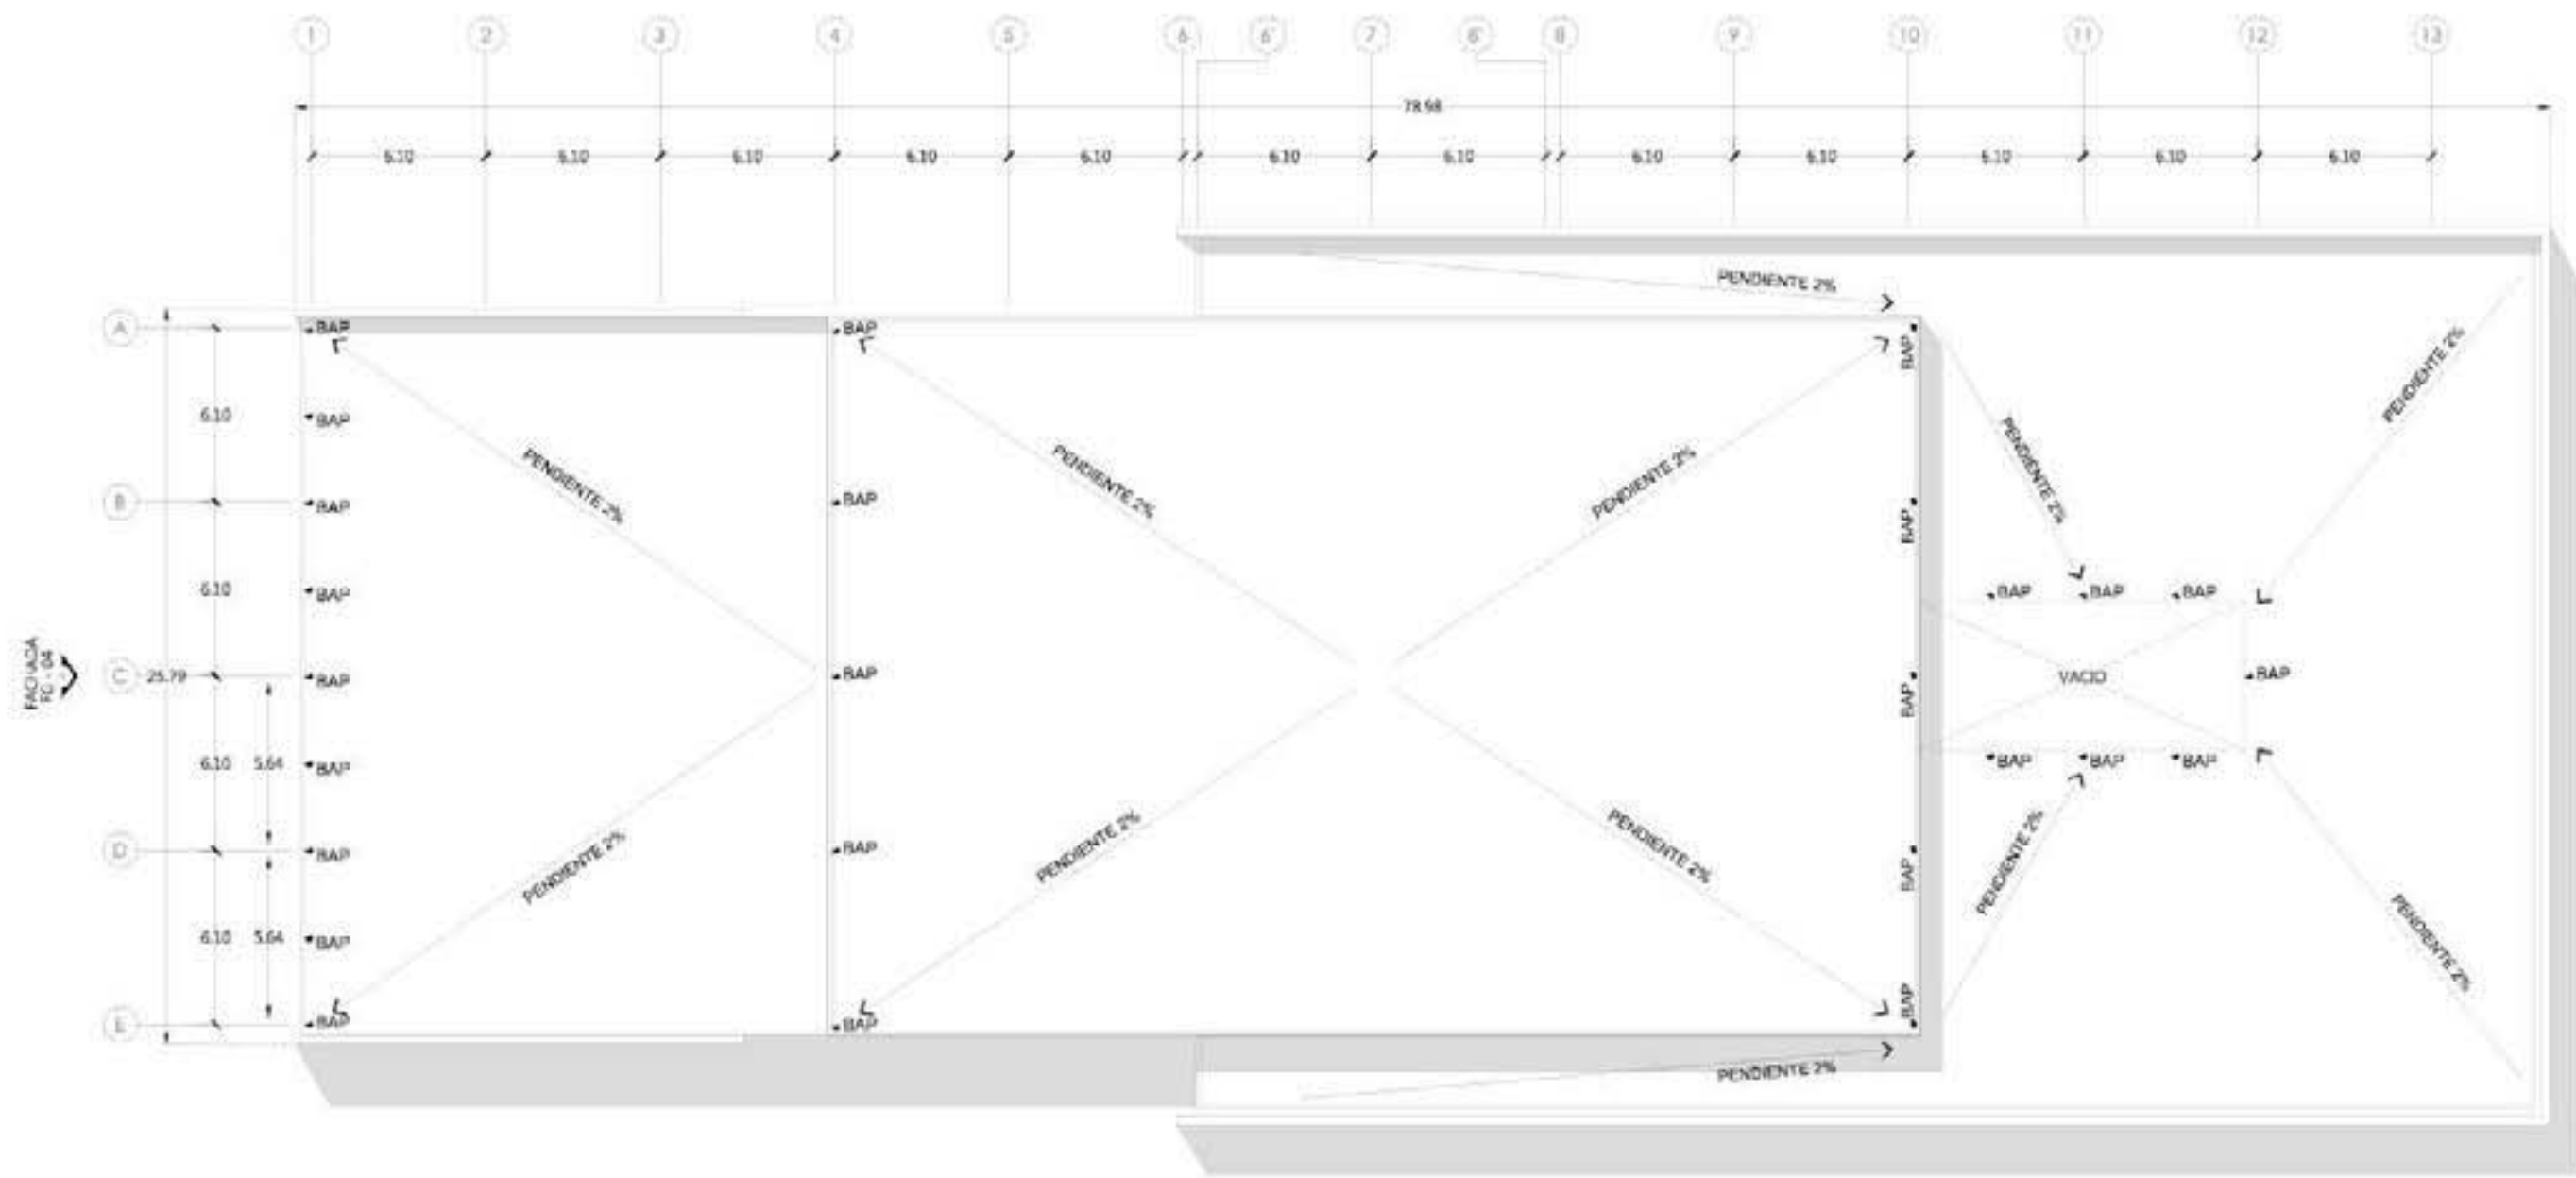 1 2 3 4 5 6 6' 7 8' 8 9 10 11 12 13
78.98
6.10 6.10 6.10 6.10 6.10 6.10 6.10 6.10 6.10 6.10 6.10 6.10
PENDIENTE 2%
A
BAP BAP BAP
PENDIENTE 2%
6.10
BAP
PENDIENTE 2% PENDIENTE 2% PENDIENTE 2% PENDIENTE 2%
B
BAP BAP BAP
6.10
BAP BAP BAP BAP
FACHADA
FC - 04
C
25.79
BAP BAP BAP
VACIO
BAP
6.10 5.64
BAP BAP BAP BAP
PENDIENTE 2% PENDIENTE 2% PENDIENTE 2% PENDIENTE 2%
D
BAP BAP BAP
6.10 5.64
BAP
PENDIENTE 2%
E
BAP BAP BAP
PENDIENTE 2%